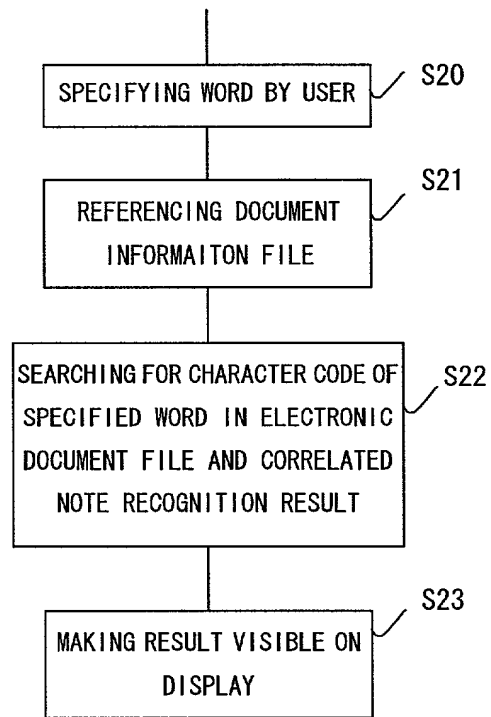 SPECIFYING WORD BY USER
S20
REFERENCING DOCUMENT
INFORMAITON FILE
S21
SEARCHING FOR CHARACTER CODE OF
SPECIFIED WORD IN ELECTRONIC
DOCUMENT FILE AND CORRELATED
NOTE RECOGNITION RESULT
S22
MAKING RESULT VISIBLE ON
DISPLAY
S23